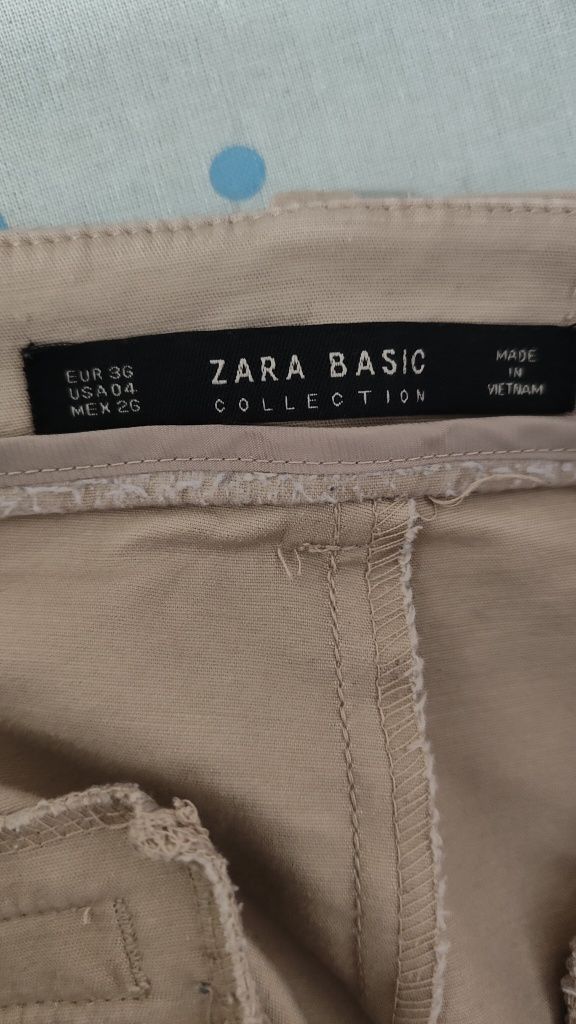 EUR 36
USA 04
MEX 26
ZARA BASIC
COLLECTION
MADE
IN
VIETNAM